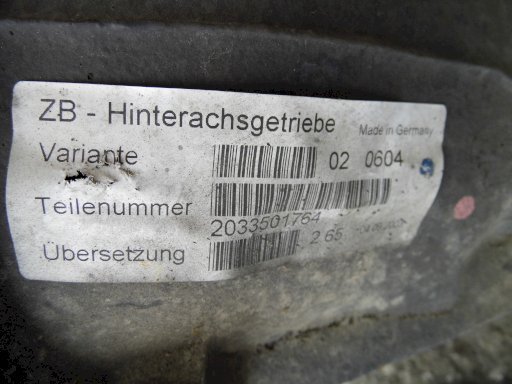 ZB - Hinterachsgetriebe Made in Germany
Variante 02 0604
Teilenummer 2033501764
Übersetzung 2 65